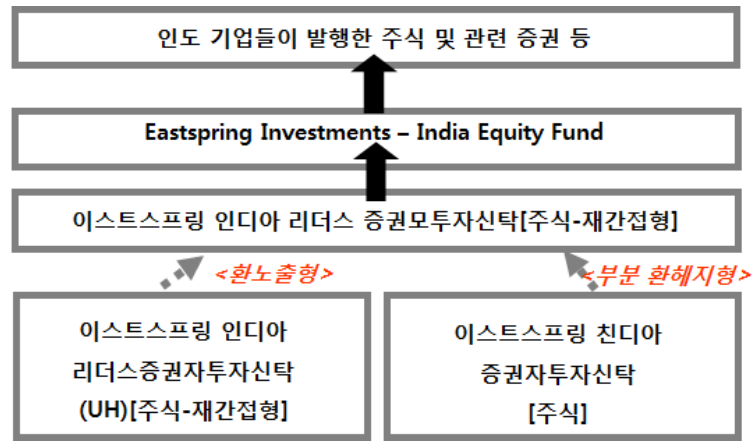 인도 기업들이 발행한 주식 및 관련 증권 등
Eastspring Investments – India Equity Fund
이스트스프링 인디아 리더스 증권모투자신탁[주식-재간접형]
<환노출형>
<부분 환헤지형>
이스트스프링 인디아
리더스증권자투자신탁
(UH)[주식-재간접형]
이스트스프링 친디아
증권자투자신탁
[주식]